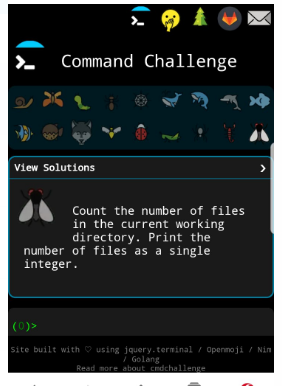 Command Challenge
View Solutions
Count the number of files
in the current working
directory. Print the
number of files as a single
integer.
(0)>
Site built with ♡ using jquery.terminal / Openmoji / Nim
/ Golang
Read more about cmdchallenge